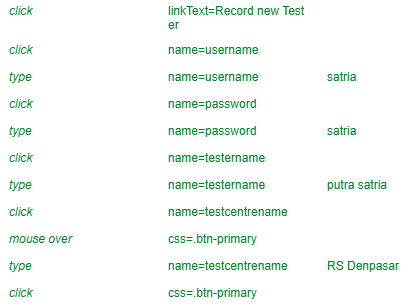 click linkText=Record new Test
er
click name=username
type name=username satria
click name=password
type name=password satria
click name=testername
type name=testername putra satria
click name=testcentrename
mouse over css=.btn-primary
type name=testcentrename RS Denpasar
click css=.btn-primary